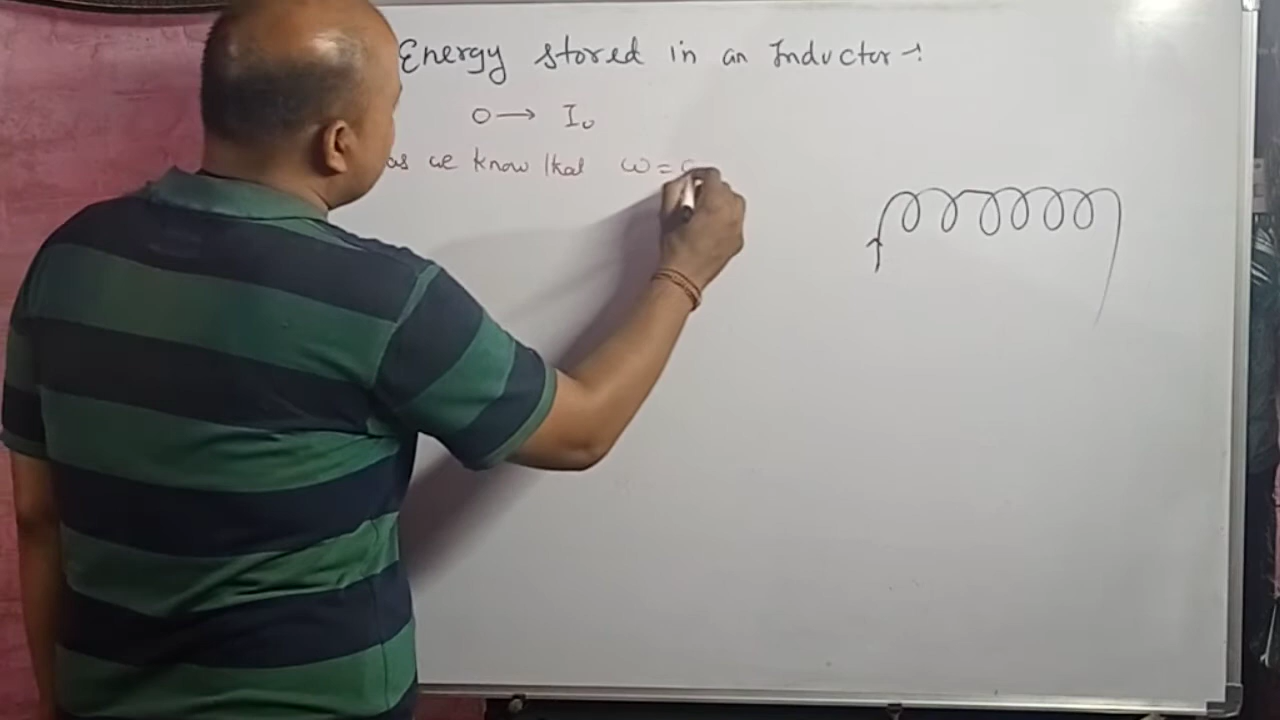 Energy stored in an Inductor :
0 → I₀
as we know that W =